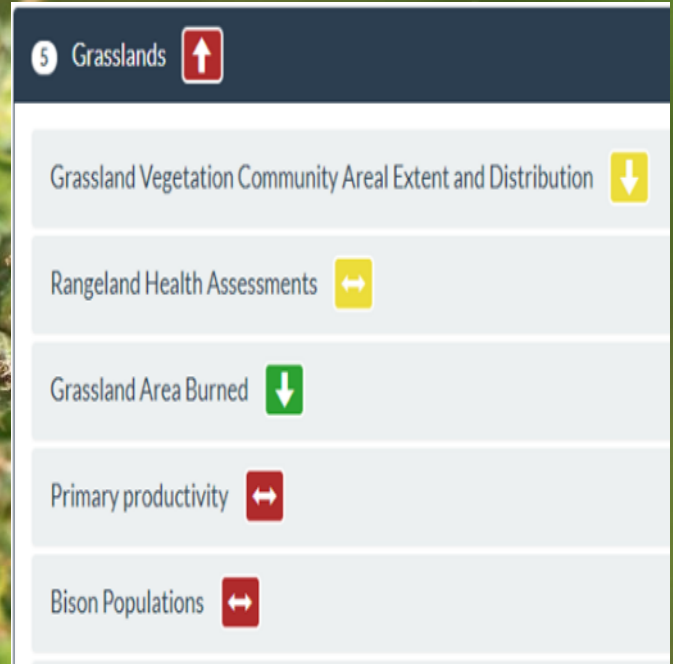 5 Grasslands
Grassland Vegetation Community Areal Extent and Distribution
Rangeland Health Assessments
Grassland Area Burned
Primary productivity
Bison Populations